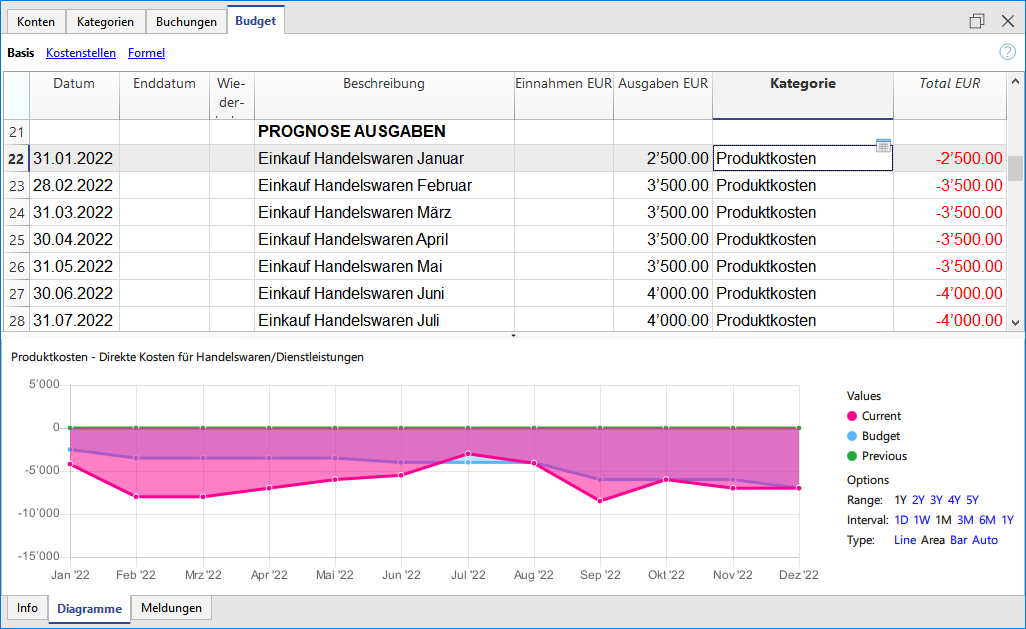 Konten Kategorien Buchungen Budget
Basis Kostenstellen Formel ?
Datum Enddatum Wie- Beschreibung Einnahmen EUR Ausgaben EUR Kategorie Total EUR
der-
21 PROGNOSE AUSGABEN
22 31.01.2022 Einkauf Handelswaren Januar 2’500.00 Produktkosten -2’500.00
23 28.02.2022 Einkauf Handelswaren Februar 3’500.00 Produktkosten -3’500.00
24 31.03.2022 Einkauf Handelswaren März 3’500.00 Produktkosten -3’500.00
25 30.04.2022 Einkauf Handelswaren April 3’500.00 Produktkosten -3’500.00
26 31.05.2022 Einkauf Handelswaren Mai 3’500.00 Produktkosten -3’500.00
27 30.06.2022 Einkauf Handelswaren Juni 4’000.00 Produktkosten -4’000.00
28 31.07.2022 Einkauf Handelswaren Juli 4’000.00 Produktkosten -4’000.00
Produktkosten - Direkte Kosten für Handelswaren/Dienstleistungen
5'000
0
-5'000
-10'000
-15'000
Jan '22 Feb '22 Mrz '22 Apr '22 Mai '22 Jun '22 Jul '22 Aug '22 Sep '22 Okt '22 Nov '22 Dez '22
Values
Current
Budget
Previous
Options
Range: 1Y 2Y 3Y 4Y 5Y
Interval: 1D 1W 1M 3M 6M 1Y
Type: Line Area Bar Auto
Info Diagramme Meldungen